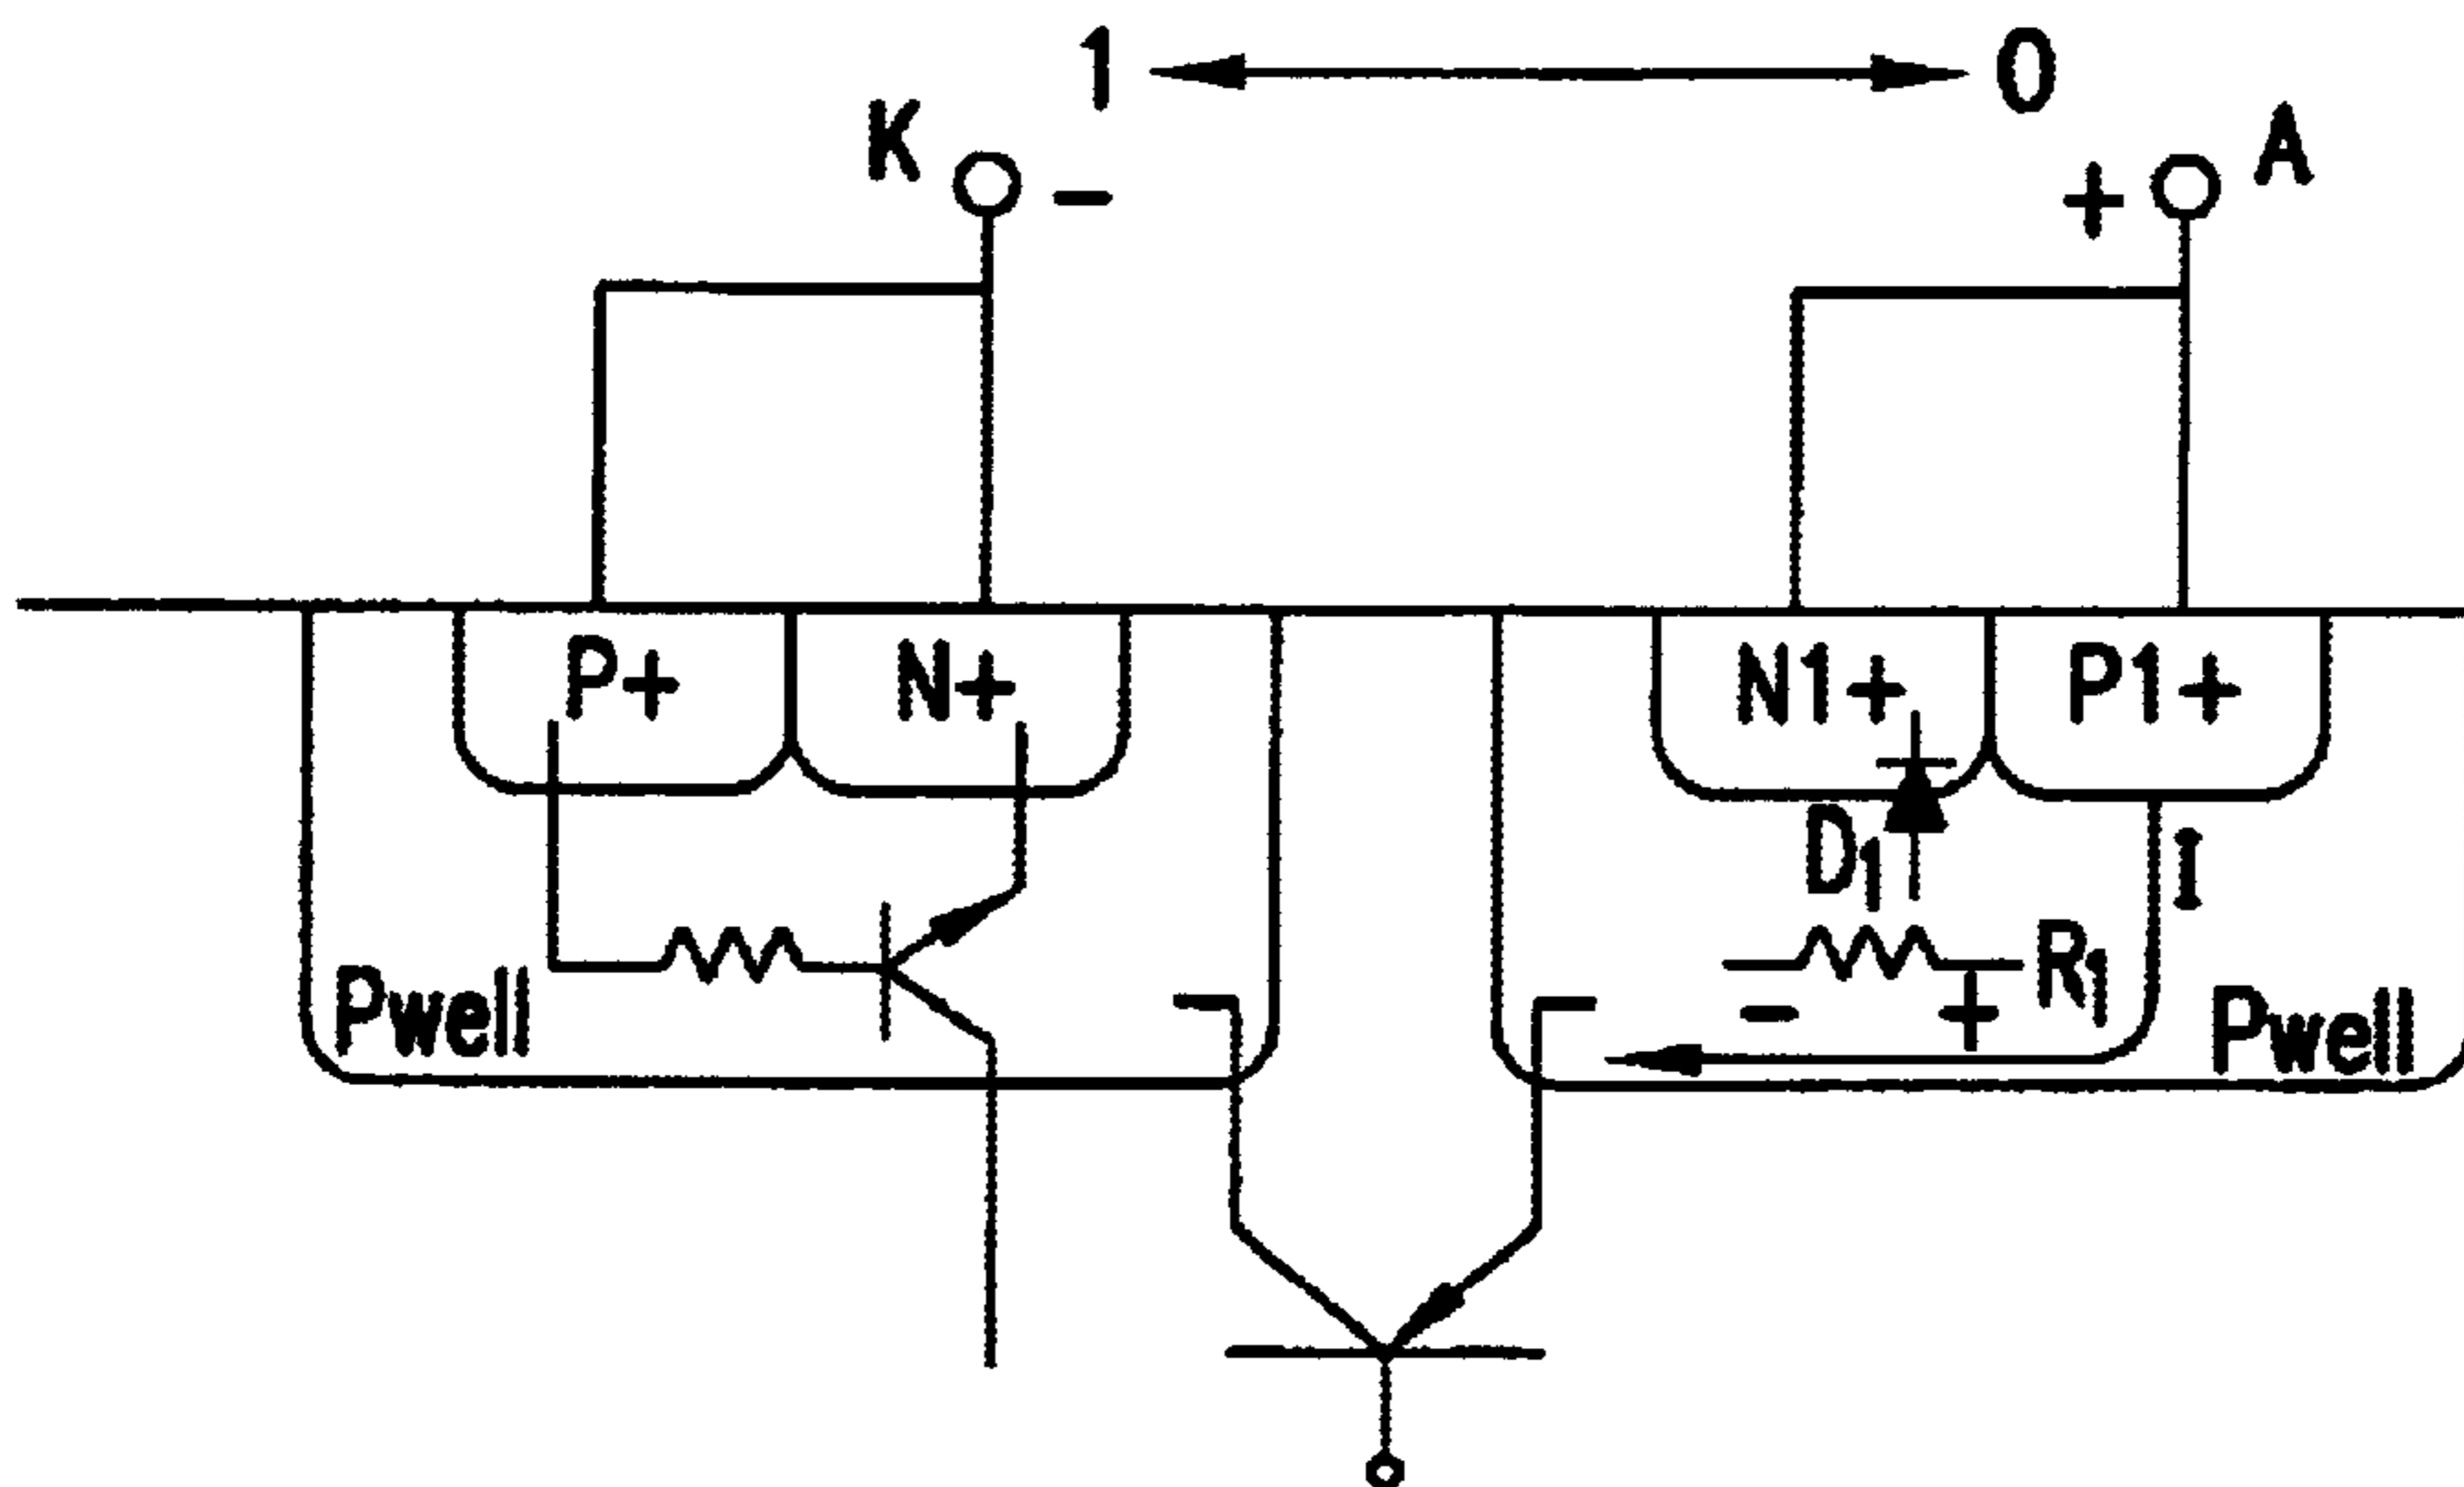 1 0
K - + A
P+ N+ N1+ P1+
D1 I
R1
Pwell - + Pwell